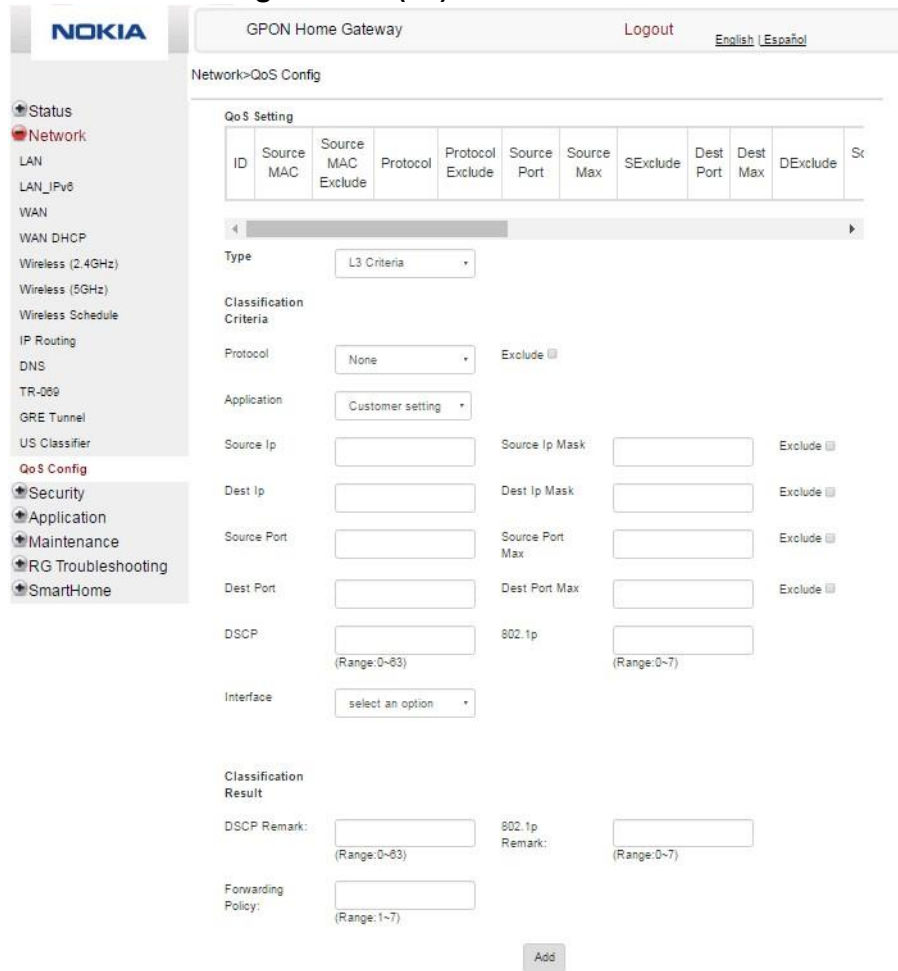 NOKIA
GPON Home Gateway
Logout
English | Español
Network>QoS Config
Status
Network
LAN
LAN_IPv6
WAN
WAN DHCP
Wireless (2.4GHz)
Wireless (5GHz)
Wireless Schedule
IP Routing
DNS
TR-069
GRE Tunnel
US Classifier
QoS Config
Security
Application
Maintenance
RG Troubleshooting
SmartHome
QoS Setting
ID Source MAC Source MAC Exclude Protocol Protocol Exclude Source Port Source Max SExclude Dest Port Dest Max DExclude
Type L3 Criteria
Classification
Criteria
Protocol None Exclude
Application Customer setting
Source Ip Source Ip Mask Exclude
Dest Ip Dest Ip Mask Exclude
Source Port Source Port Max Exclude
Dest Port Dest Port Max Exclude
DSCP 802.1p
(Range:0~63) (Range:0~7)
Interface select an option
Classification
Result
DSCP Remark: 802.1p Remark:
(Range:0~63) (Range:0~7)
Forwarding
Policy:
(Range:1~7)
Add